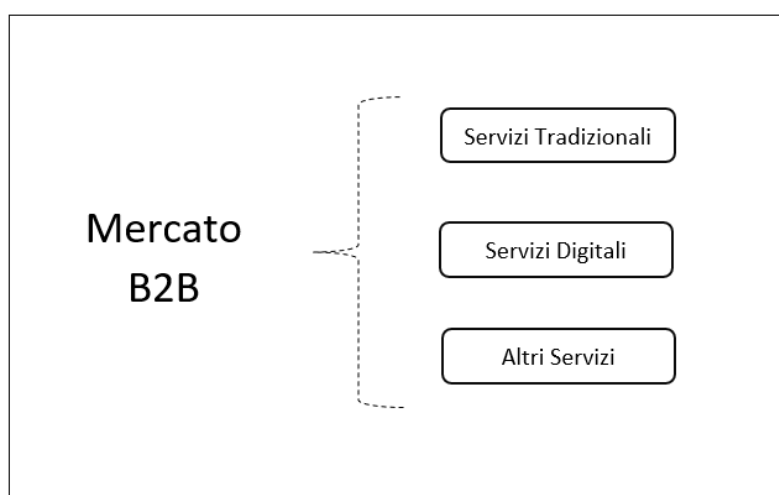 Mercato
B2B
Servizi Tradizionali
Servizi Digitali
Altri Servizi